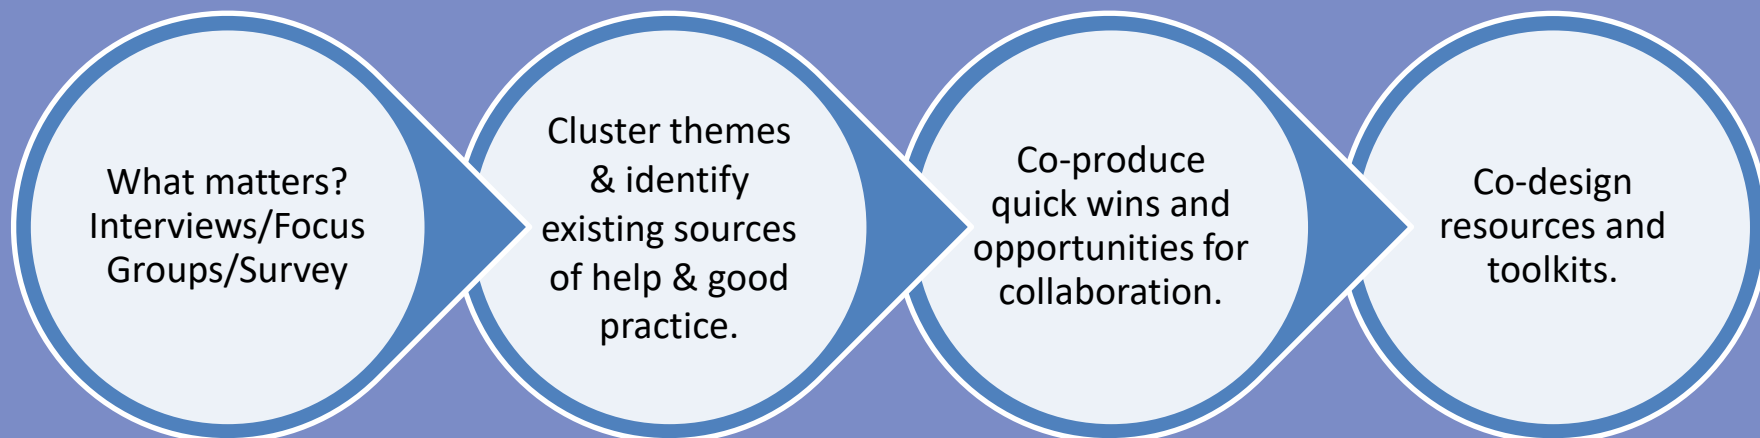 What matters?
Interviews/Focus
Groups/Survey
Cluster themes
& identify
existing sources
of help & good
practice.
Co-produce
quick wins and
opportunities for
collaboration.
Co-design
resources and
toolkits.